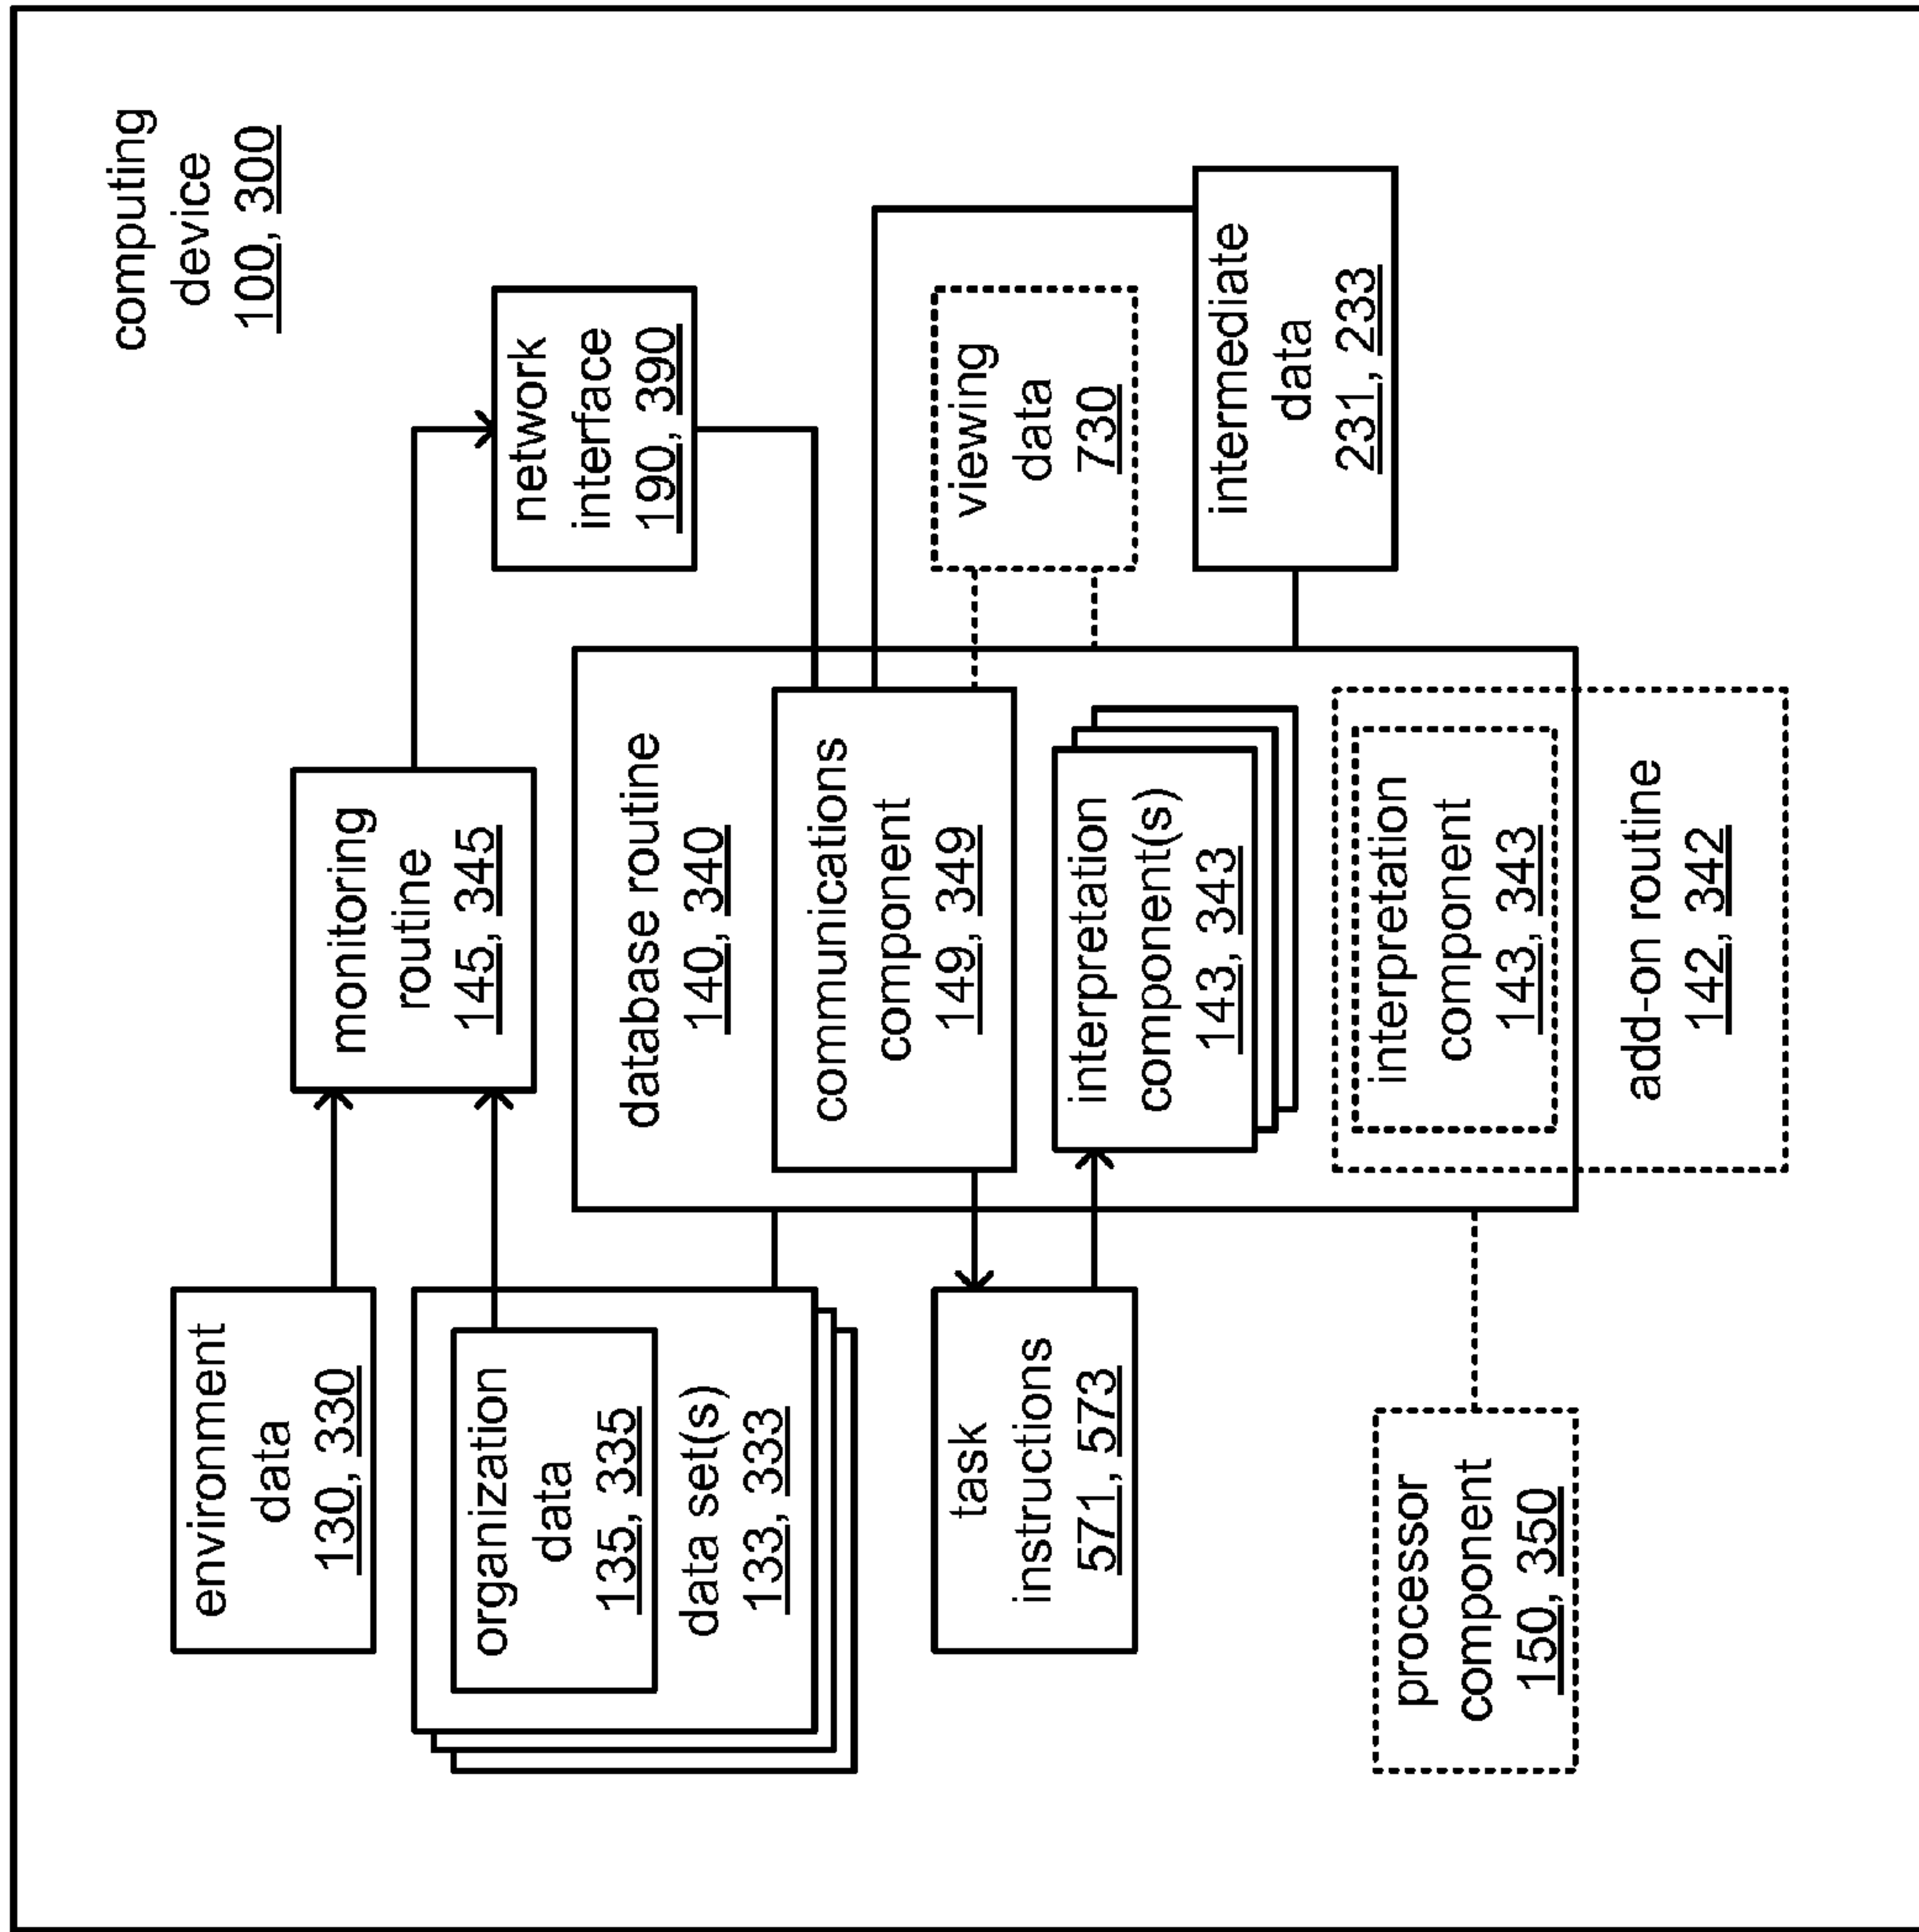 computing
device
100, 300
environment
data
130, 330
monitoring
routine
145, 345
network
interface
190, 390
organization
data
135, 335
data set(s)
133, 333
database routine
140, 340
communications
component
149, 349
viewing
data
730
task
instructions
571, 573
interpretation
component(s)
143, 343
intermediate
data
231, 233
processor
component
150, 350
interpretation
component
143, 343
add-on routine
142, 342